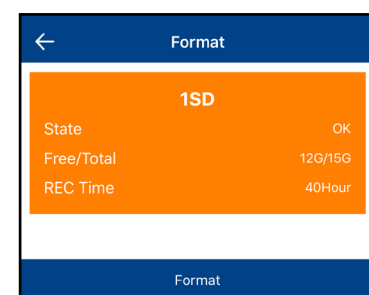 Format
1SD
State OK
Free/Total 12G/15G
REC Time 40Hour
Format